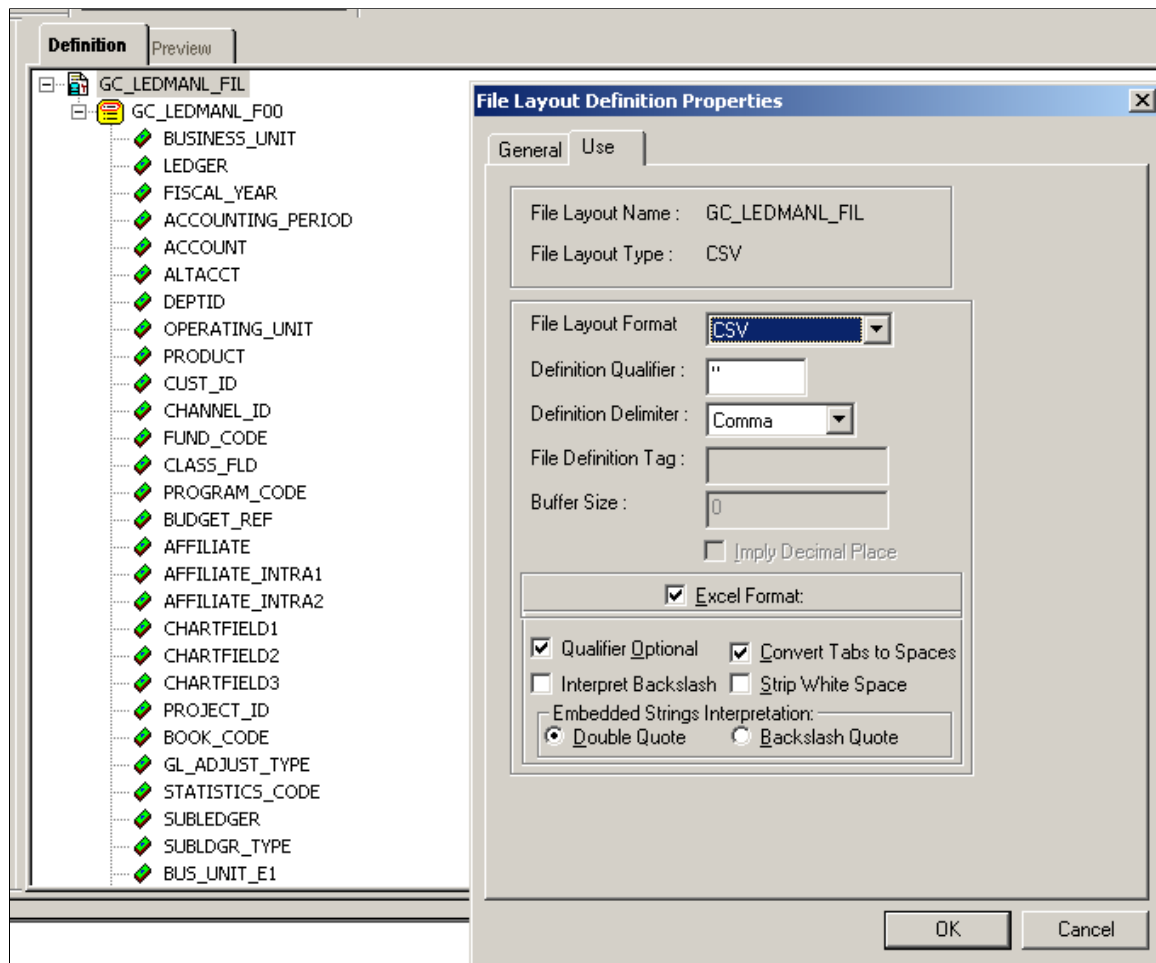 Definition
Preview
GC_LEDMANL_FIL
GC_LEDMANL_F00
BUSINESS_UNIT
LEDGER
FISCAL_YEAR
ACCOUNTING_PERIOD
ACCOUNT
ALTACCT
DEPTID
OPERATING_UNIT
PRODUCT
CUST_ID
CHANNEL_ID
FUND_CODE
CLASS_FLD
PROGRAM_CODE
BUDGET_REF
AFFILIATE
AFFILIATE_INTRA1
AFFILIATE_INTRA2
CHARTFIELD1
CHARTFIELD2
CHARTFIELD3
PROJECT_ID
BOOK_CODE
GL_ADJUST_TYPE
STATISTICS_CODE
SUBLEDGER
SUBLDGR_TYPE
BUS_UNIT_E1
File Layout Definition Properties
General
Use
File Layout Name : GC_LEDMANL_FIL
File Layout Type : CSV
File Layout Format CSV
Definition Qualifier : "
Definition Delimiter : Comma
File Definition Tag :
Buffer Size : 0
Imply Decimal Place
Excel Format:
Qualifier Optional
Convert Tabs to Spaces
Interpret Backslash
Strip White Space
Embedded Strings Interpretation:
Double Quote
Backslash Quote
OK
Cancel